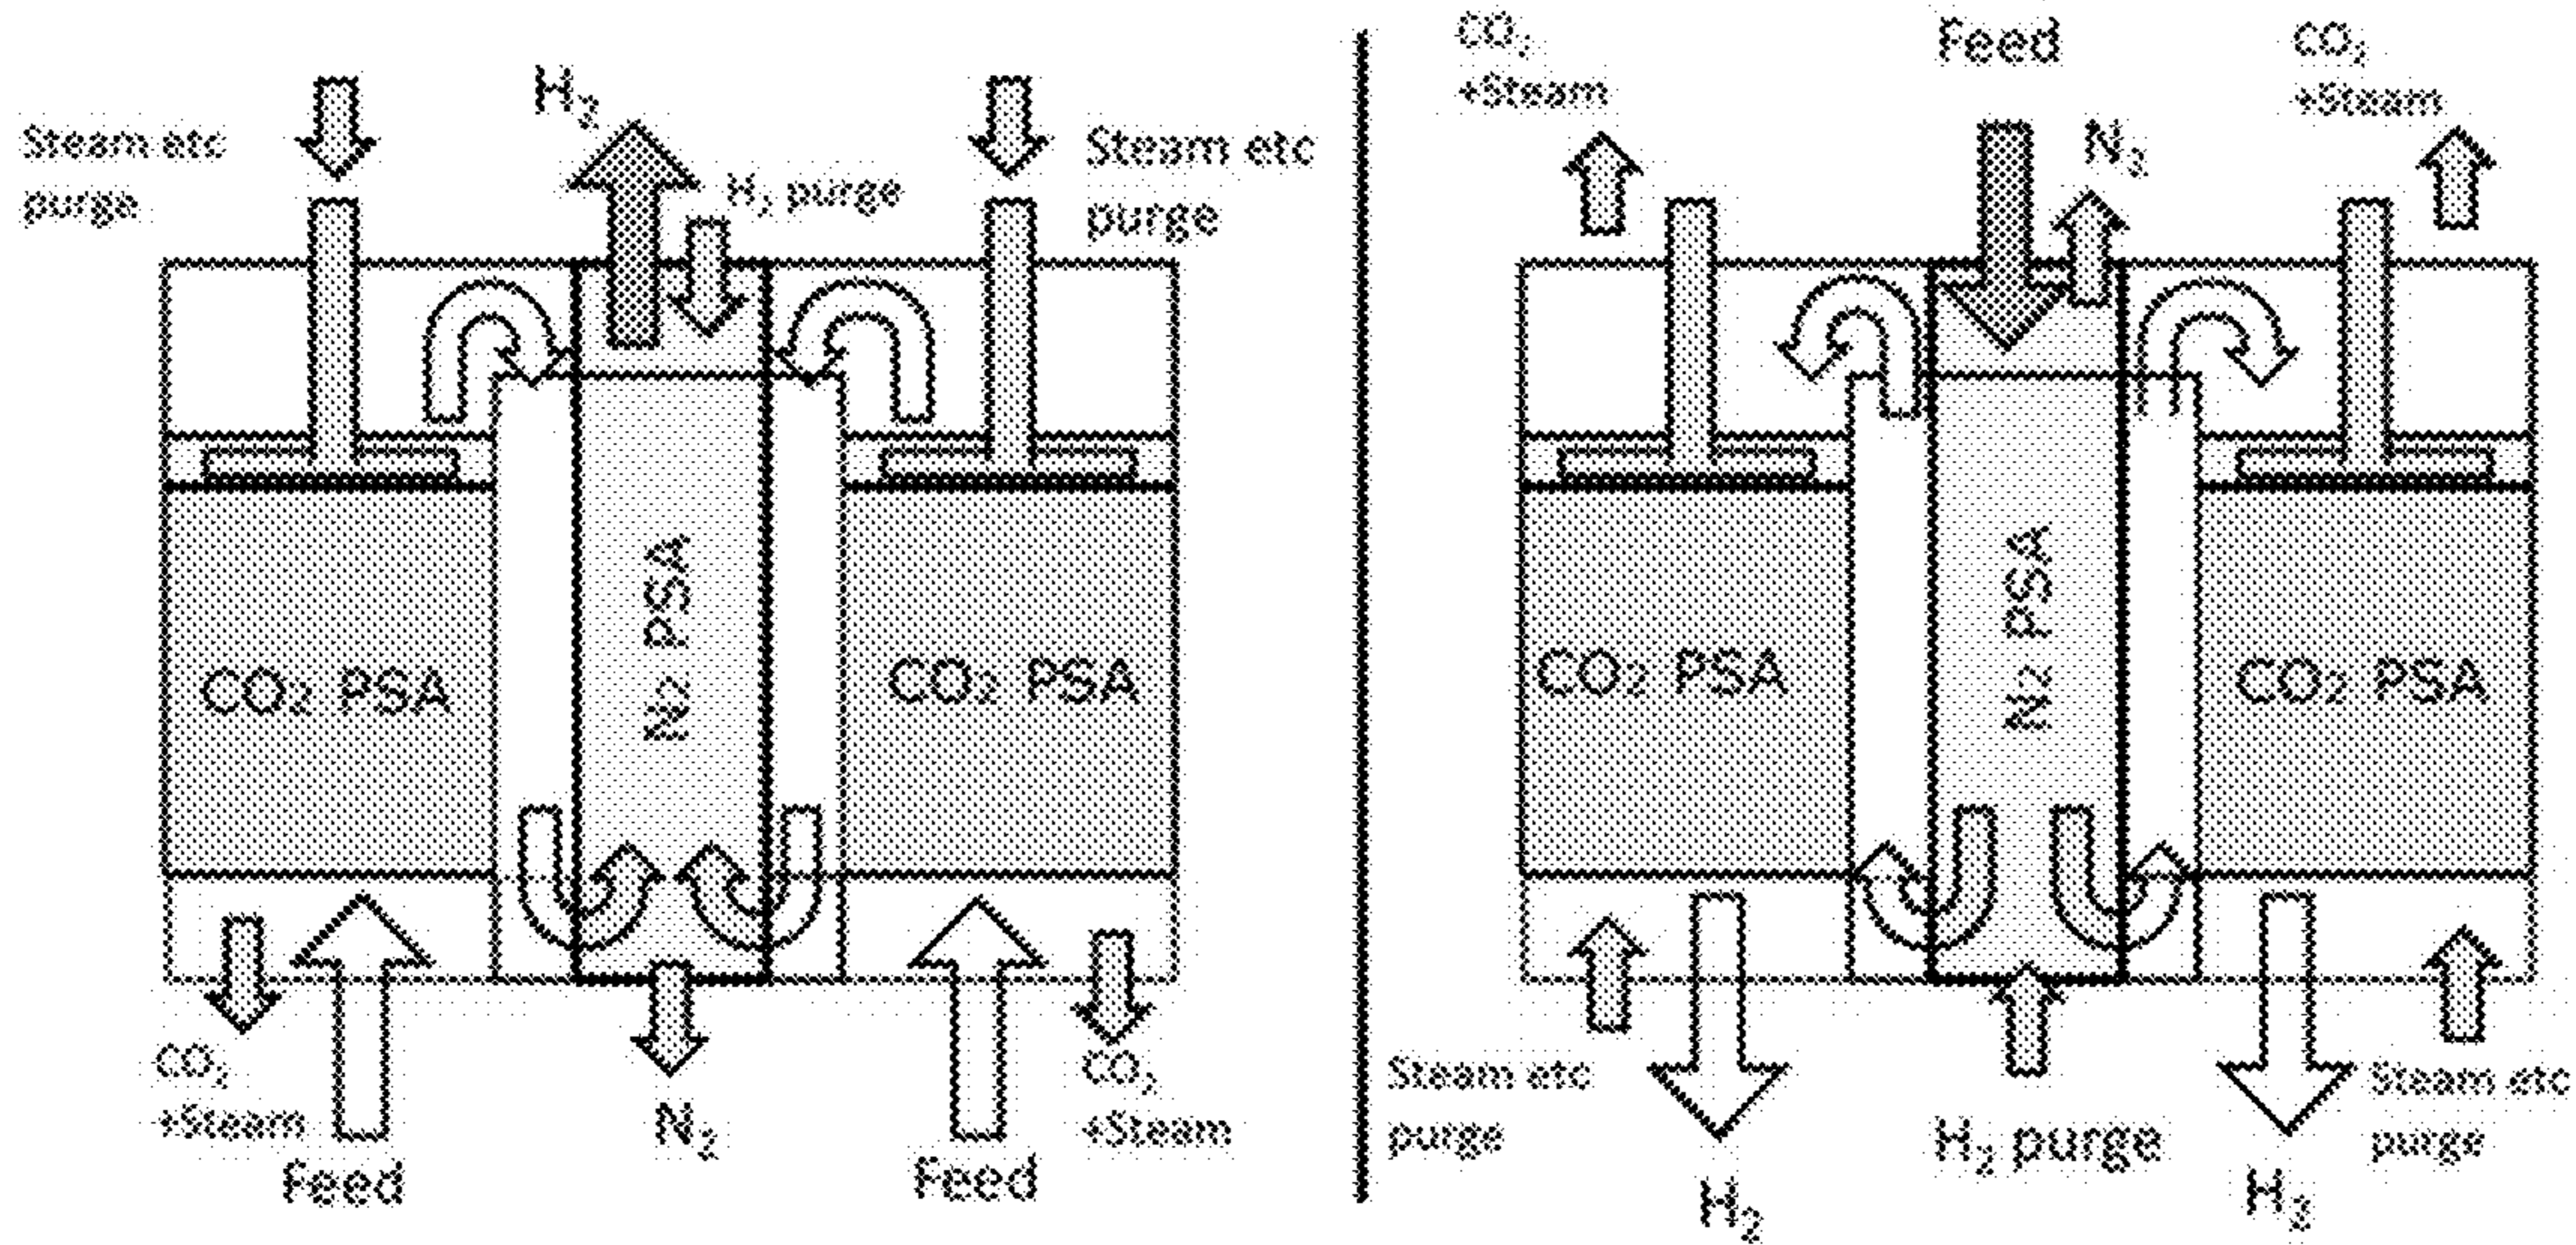 Steam etc
purge
H₂
H₂ purge
Steam etc
purge
CO₂ PSA
N₂ PSA
CO₂ PSA
CO₂
+Steam
Feed
N₂
Feed
CO₂
+Steam
CO₂
+Steam
Feed
N₂
CO₂
+Steam
CO₂ PSA
N₂ PSA
CO₂ PSA
Steam etc
purge
H₂
H₂ purge
H₂
Steam etc
purge